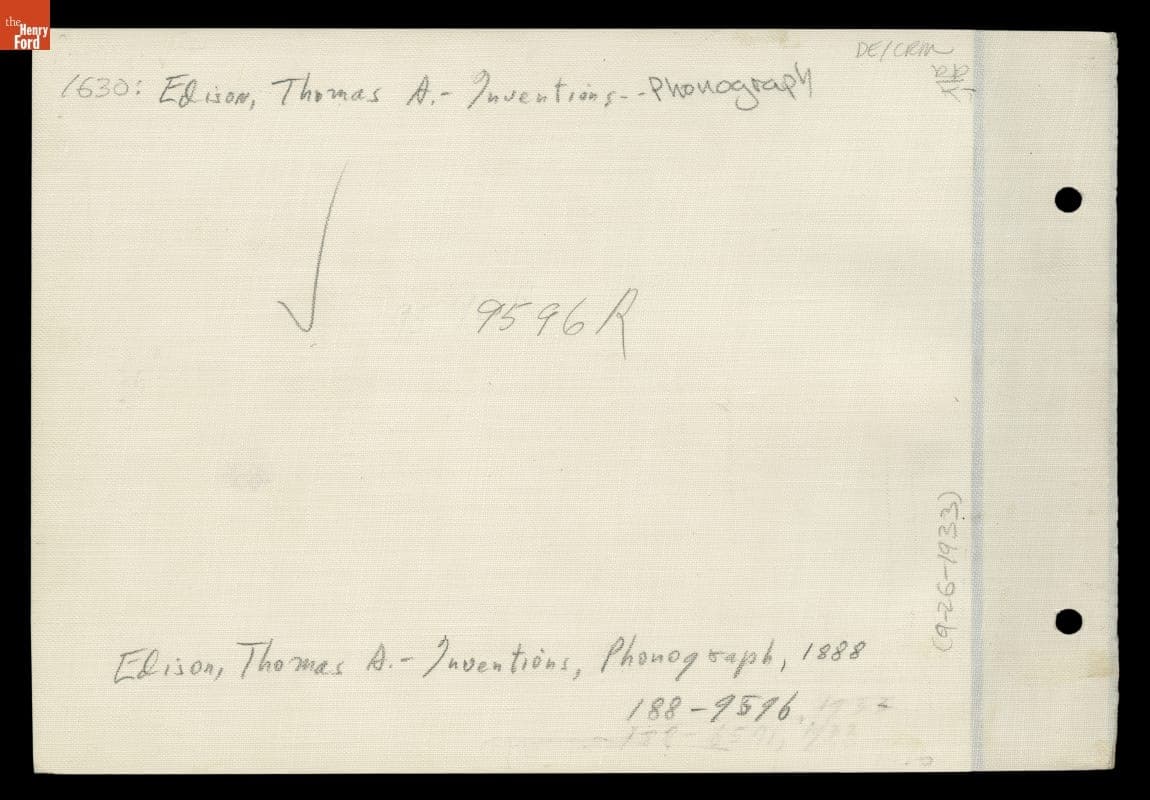 the
Henry
Ford
DE/CRM
1630: Edison, Thomas A.- Inventions--Phonograph
9596R
(9-26-1933)
Edison, Thomas A.- Inventions, Phonograph, 1888
188-9596